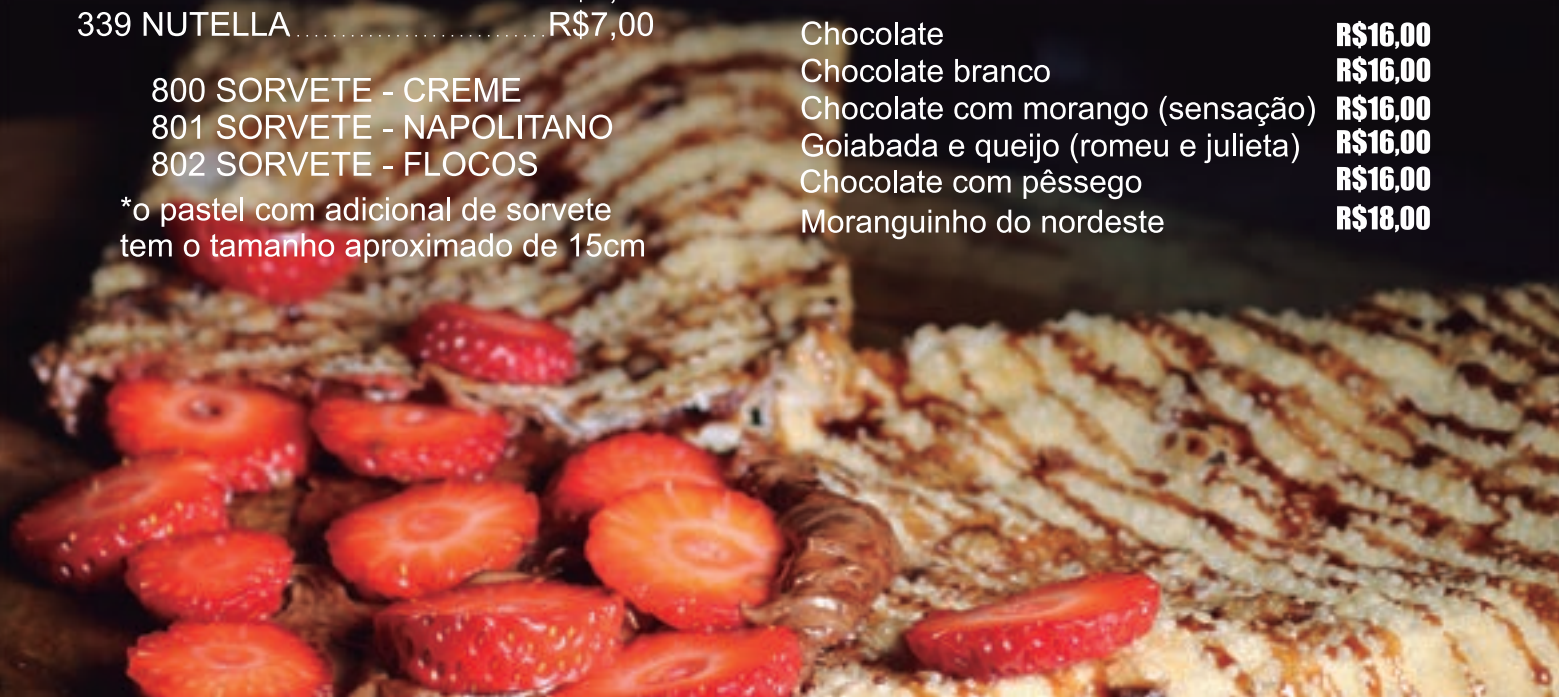 339 NUTELLA............................R$7,00
800 SORVETE - CREME
801 SORVETE - NAPOLITANO
802 SORVETE - FLOCOS
*o pastel com adicional de sorvete
tem o tamanho aproximado de 15cm
Chocolate R$16,00
Chocolate branco R$16,00
Chocolate com morango (sensação) R$16,00
Goiabada e queijo (romeu e julieta) R$16,00
Chocolate com pêssego R$16,00
Moranguinho do nordeste R$18,00